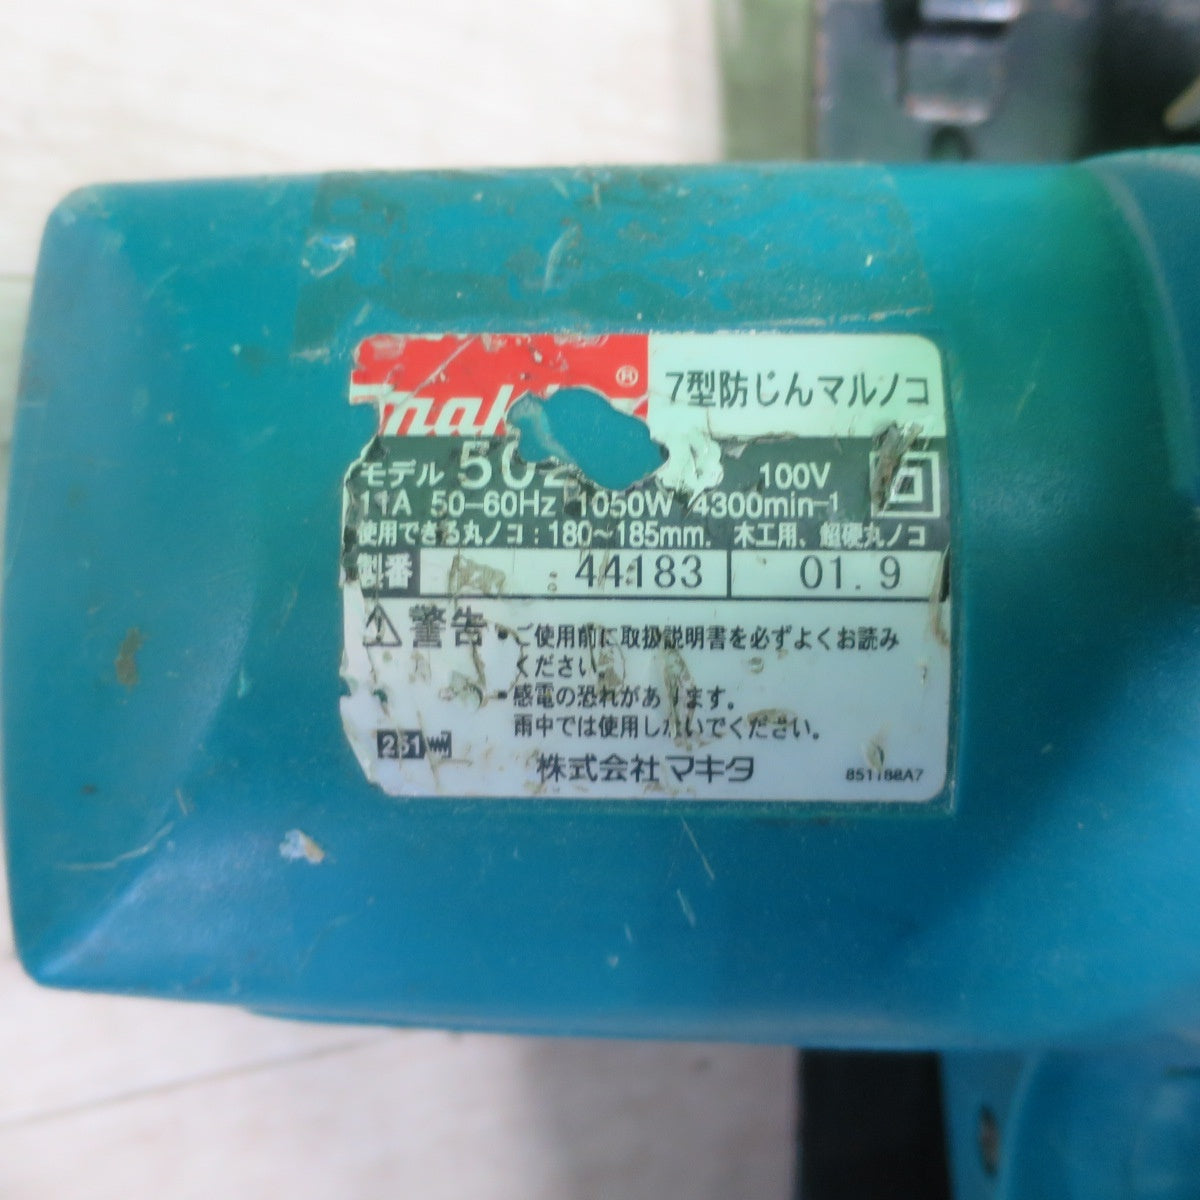 ®
7型防じんマルノコ
モデル 100V
11A 50-60Hz 1050W 4300min-1
使用できる丸ノコ:180~185mm. 木工用、超硬丸ノコ
製番 44183 01.9
警告 •ご使用前に取扱説明書を必ずよくお読み
ください。
•感電の恐れがあります。
雨中では使用しないでください。
株式会社マキタ
851188A7